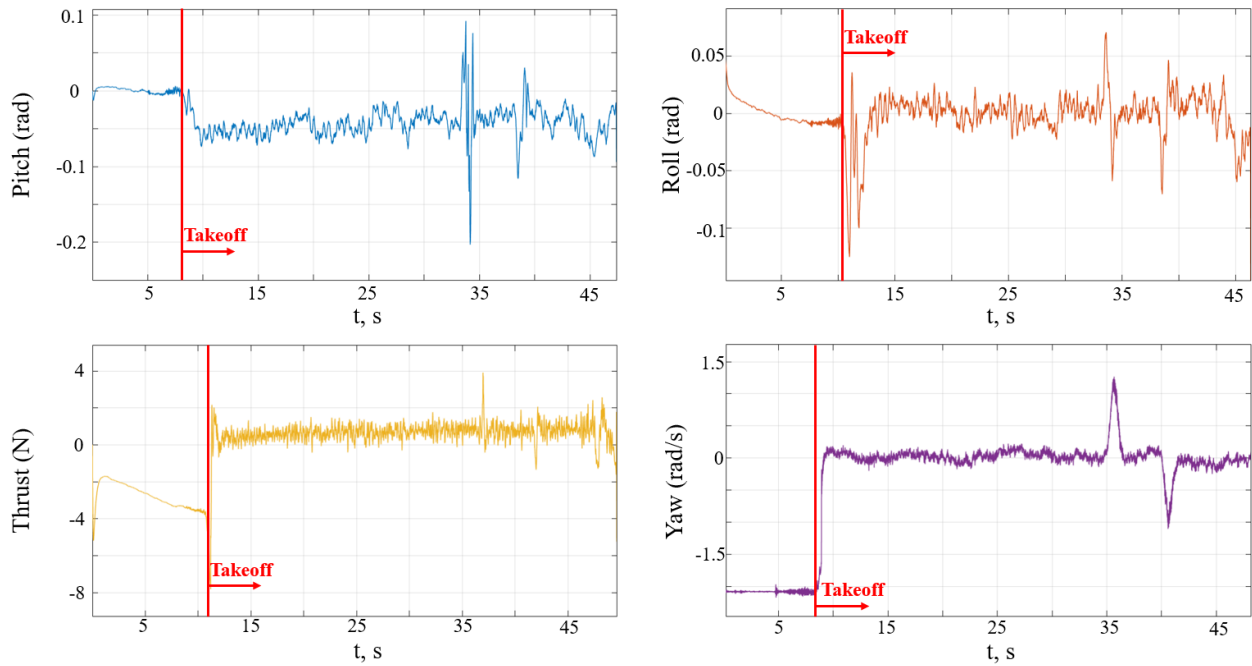 0.1
0
-0.1
-0.2
Pitch (rad)
Takeoff
5
15
25
35
45
t, s
0.05
0
-0.05
-0.1
Roll (rad)
Takeoff
5
15
25
35
45
t, s
4
0
-4
-8
Thrust (N)
Takeoff
5
15
25
35
45
t, s
1.5
0
-1.5
Yaw (rad/s)
Takeoff
5
15
25
35
45
t, s